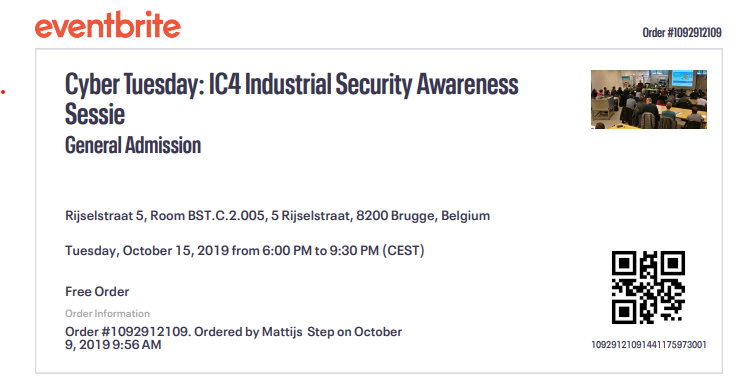 eventbrite
Order #1092912109
Cyber Tuesday: IC4 Industrial Security Awareness
Sessie
General Admission
Rijselstraat 5, Room BST.C.2.005, 5 Rijselstraat, 8200 Brugge, Belgium
Tuesday, October 15, 2019 from 6:00 PM to 9:30 PM (CEST)
Free Order
Order Information
Order #1092912109. Ordered by Mattijs Step on October
9, 2019 9:56 AM
10929121091441175973001